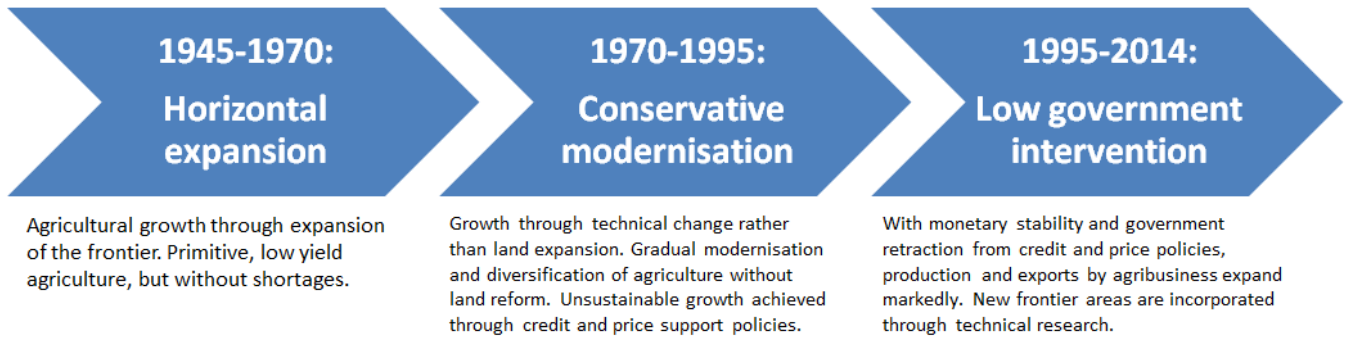 1945-1970:
Horizontal
expansion
Agricultural growth through expansion
of the frontier. Primitive, low yield
agriculture, but without shortages.
1970-1995:
Conservative
modernisation
Growth through technical change rather
than land expansion. Gradual modernisation
and diversification of agriculture without
land reform. Unsustainable growth achieved
through credit and price support policies.
1995-2014:
Low government
intervention
With monetary stability and government
retraction from credit and price policies,
production and exports by agribusiness expand
markedly. New frontier areas are incorporated
through technical research.